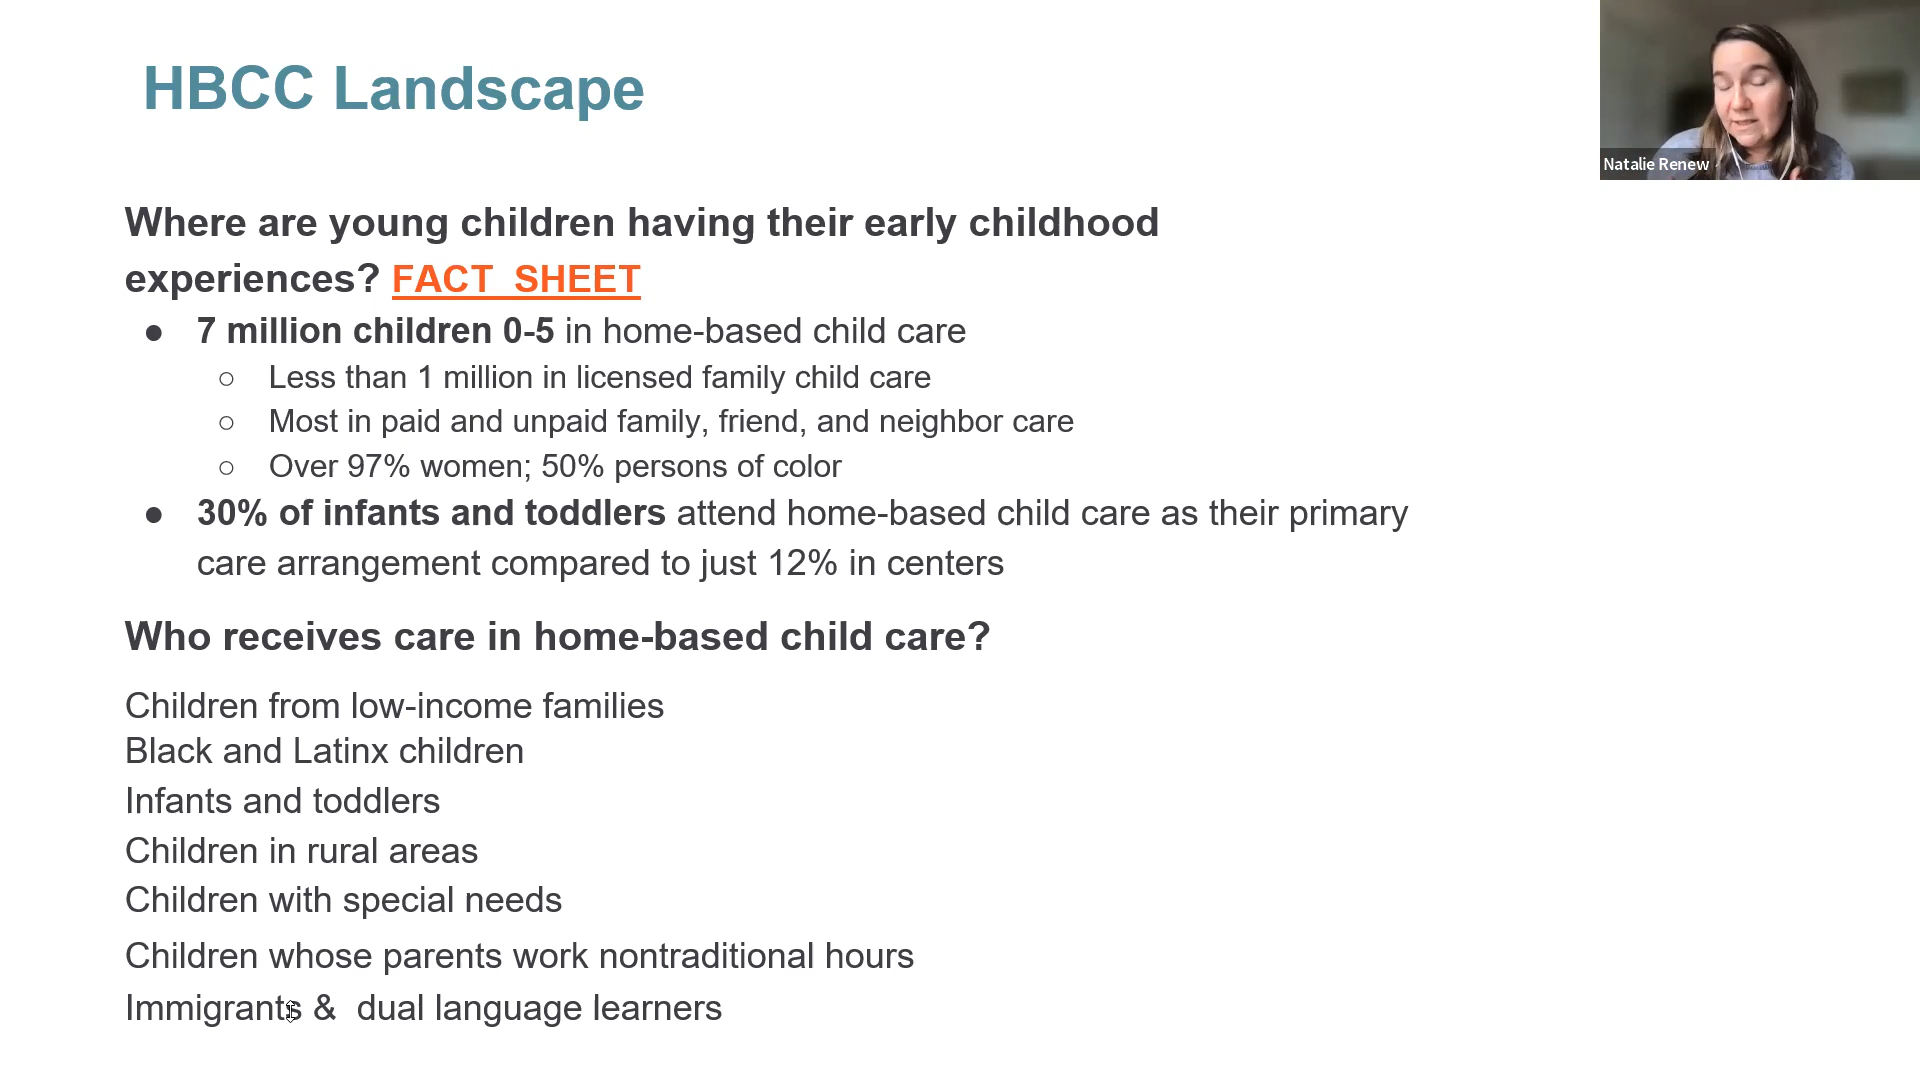 HBCC Landscape
Natalie Renew
Where are young children having their early childhood
experiences? FACT SHEET
● 7 million children 0-5 in home-based child care
○ Less than 1 million in licensed family child care
○ Most in paid and unpaid family, friend, and neighbor care
○ Over 97% women; 50% persons of color
● 30% of infants and toddlers attend home-based child care as their primary
care arrangement compared to just 12% in centers
Who receives care in home-based child care?
Children from low-income families
Black and Latinx children
Infants and toddlers
Children in rural areas
Children with special needs
Children whose parents work nontraditional hours
Immigrants & dual language learners